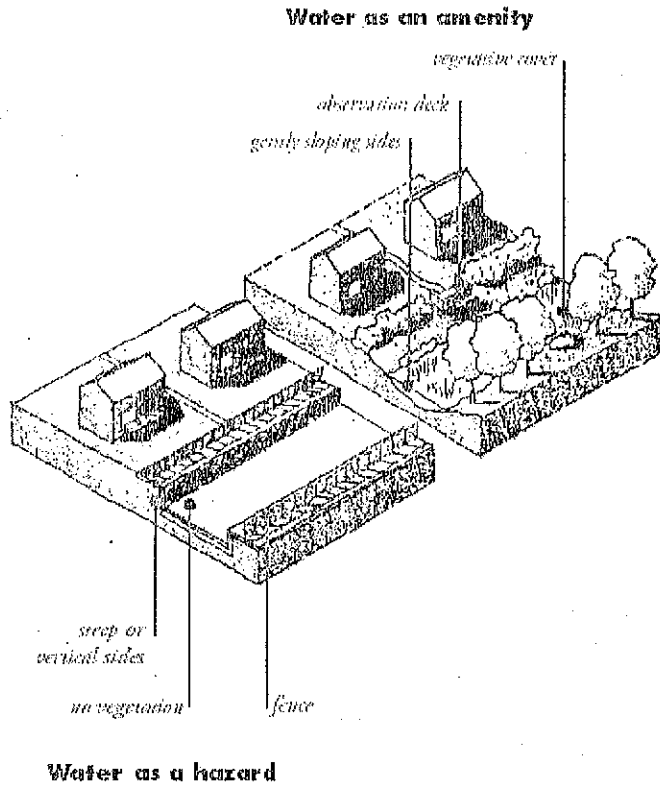 Water as an amenity
vegetative cover
observation deck
gently sloping sides
steep or
vertical sides
no vegetation
fence
Water as a hazard